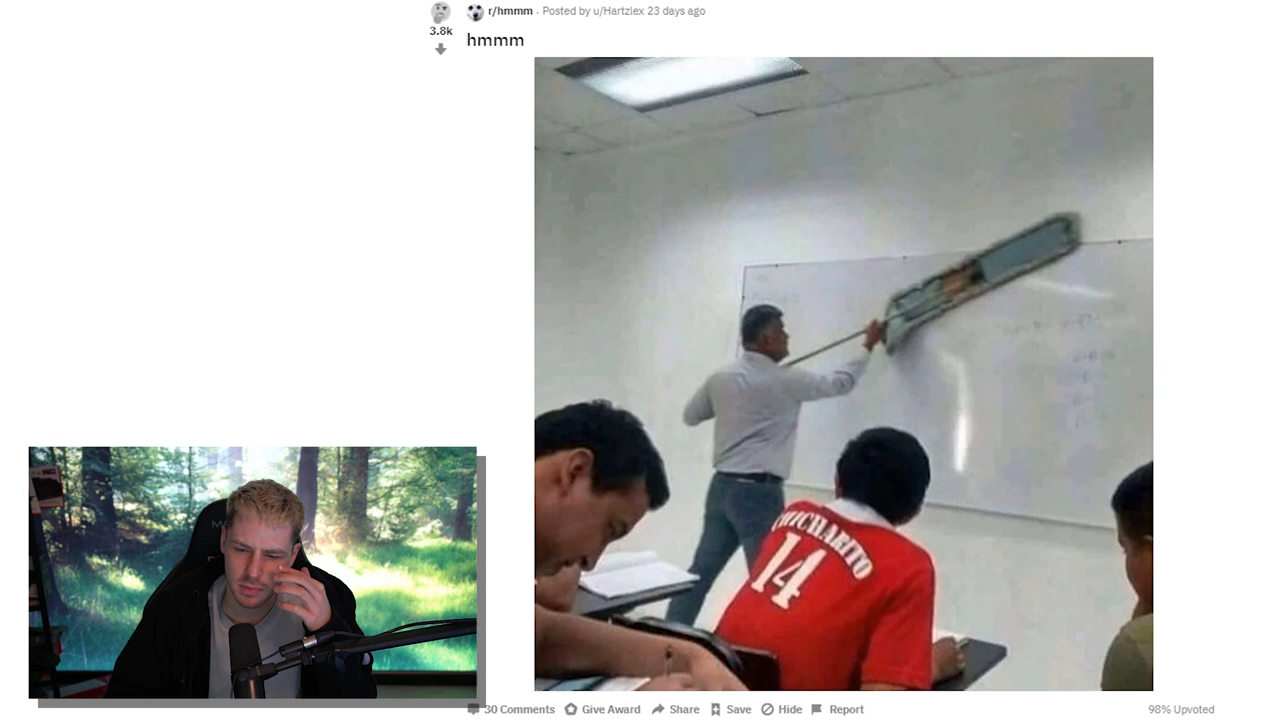 r/hmmm · Posted by u/Hartzlex 23 days ago
3.8k
hmmm
CHICHARITO
14
30 Comments Give Award Share Save Hide Report 98% Upvoted